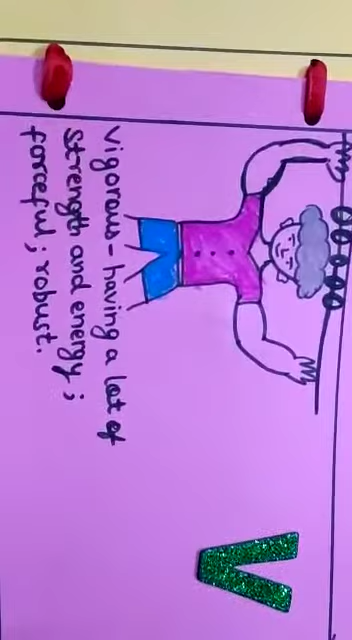 V
vigorous - having a lot of
strength and energy ;
forceful ; robust.